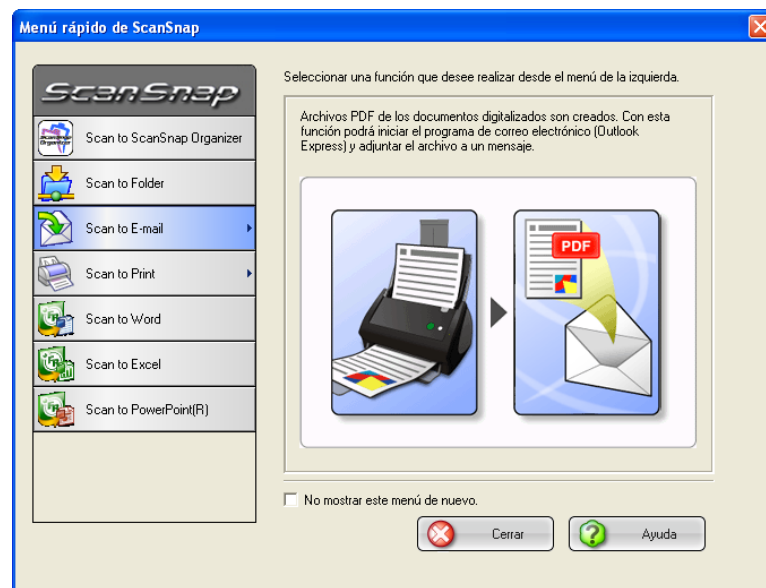 Menú rápido de ScanSnap
ScanSnap
Seleccionar una función que desee realizar desde el menú de la izquierda.
Scan to ScanSnap Organizer
Scan to Folder
Scan to E-mail
Scan to Print
Scan to Word
Scan to Excel
Scan to PowerPoint(R)
Archivos PDF de los documentos digitalizados son creados. Con esta
función podrá iniciar el programa de correo electrónico (Outlook
Express) y adjuntar el archivo a un mensaje.
PDF
No mostrar este menú de nuevo.
Cerrar
Ayuda